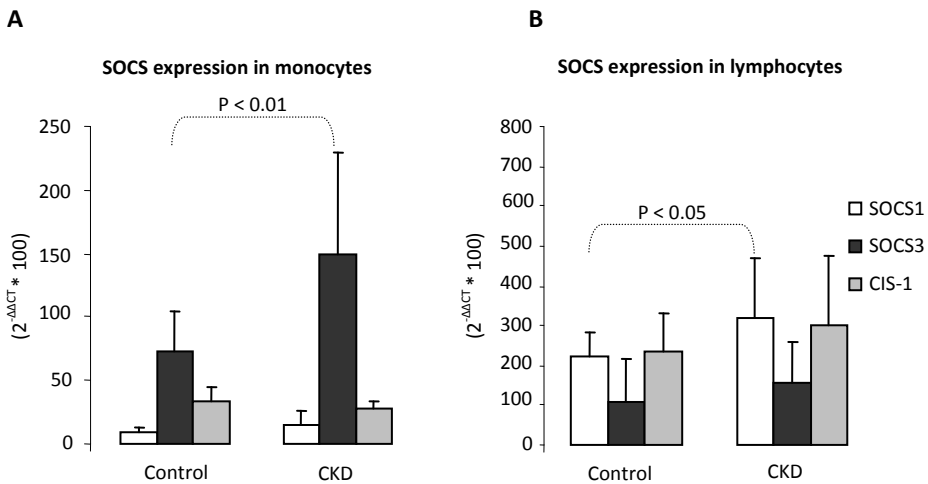 A
SOCS expression in monocytes
P < 0.01
250
200
150
100
50
0
(2^-ΔΔCT * 100)
Control
CKD
B
SOCS expression in lymphocytes
P < 0.05
800
700
600
500
400
300
200
100
0
(2^-ΔΔCT * 100)
Control
CKD
SOCS1
SOCS3
CIS-1